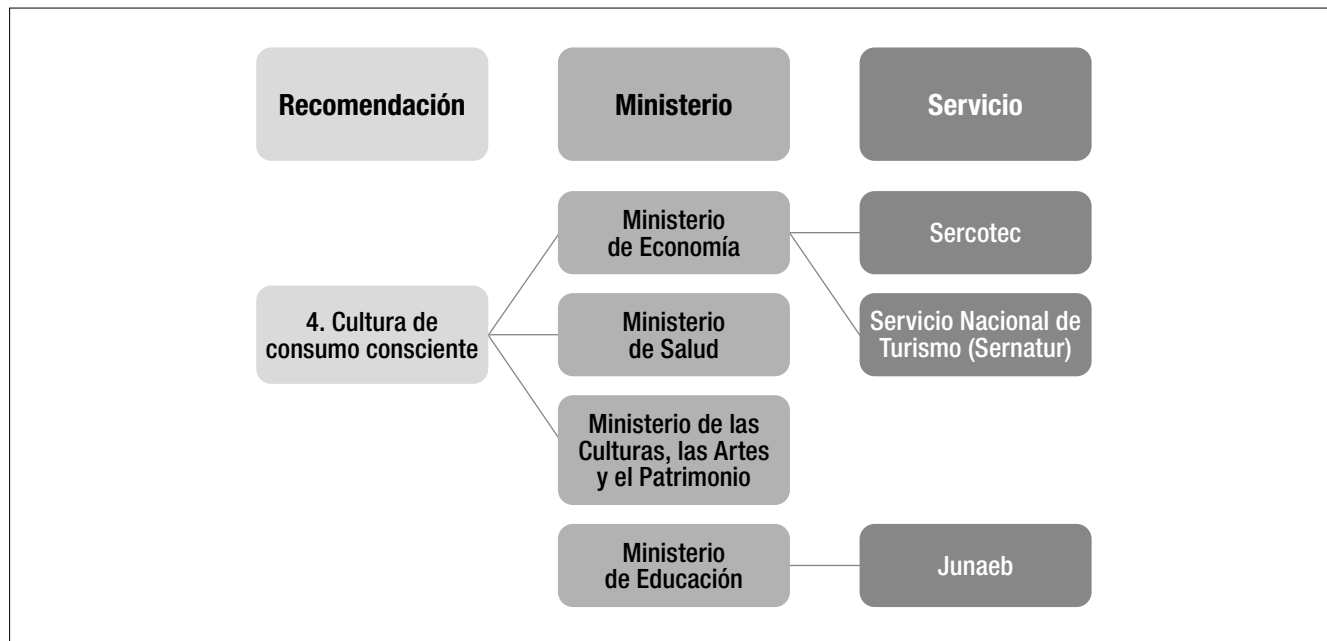 Recomendación
Ministerio
Servicio
Ministerio
de Economía
Sercotec
4. Cultura de
consumo consciente
Ministerio
de Salud
Servicio Nacional de
Turismo (Sernatur)
Ministerio de las
Culturas, las Artes
y el Patrimonio
Ministerio
de Educación
Junaeb